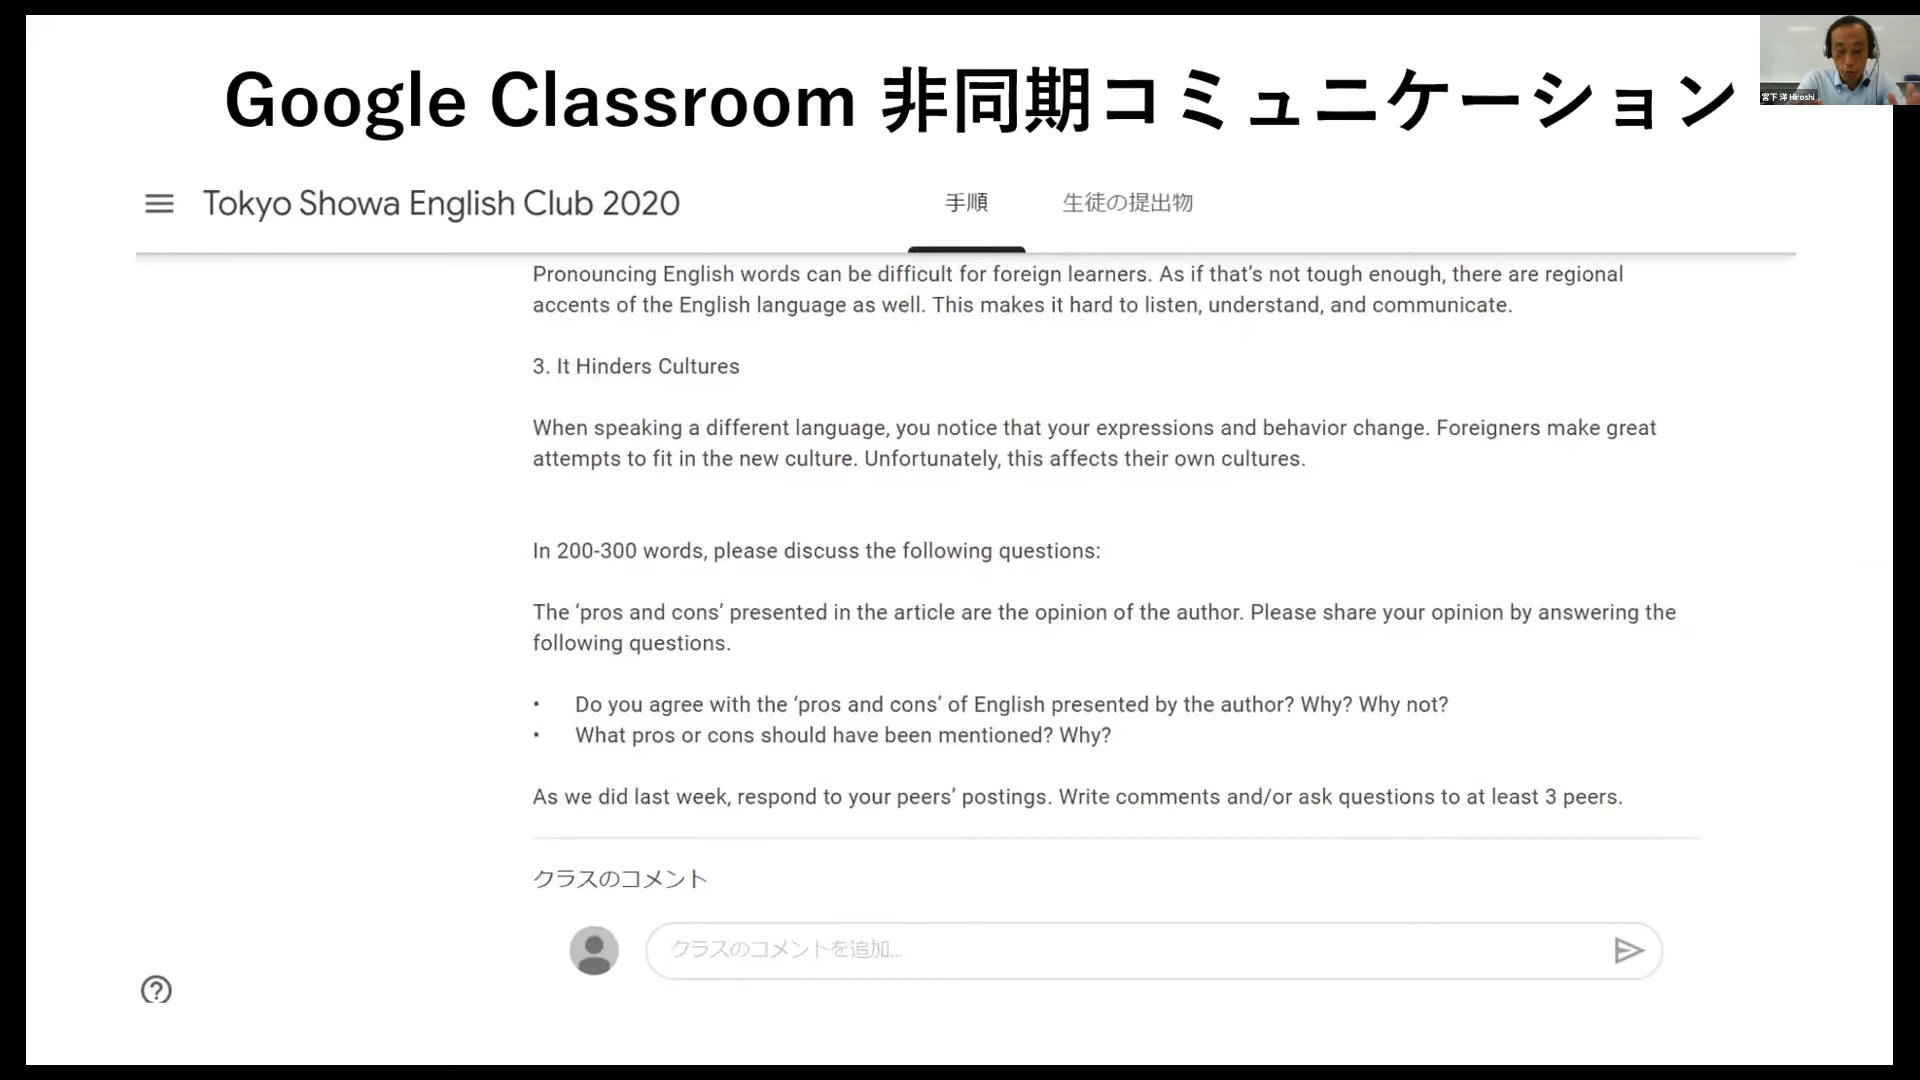 Google Classroom 非同期コミュニケーション
宮下 洋 Hiroshi
Tokyo Showa English Club 2020
手順
生徒の提出物
Pronouncing English words can be difficult for foreign learners. As if that’s not tough enough, there are regional
accents of the English language as well. This makes it hard to listen, understand, and communicate.
3. It Hinders Cultures
When speaking a different language, you notice that your expressions and behavior change. Foreigners make great
attempts to fit in the new culture. Unfortunately, this affects their own cultures.
In 200-300 words, please discuss the following questions:
The ‘pros and cons’ presented in the article are the opinion of the author. Please share your opinion by answering the
following questions.
• Do you agree with the ‘pros and cons’ of English presented by the author? Why? Why not?
• What pros or cons should have been mentioned? Why?
As we did last week, respond to your peers’ postings. Write comments and/or ask questions to at least 3 peers.
クラスのコメント
クラスのコメントを追加...